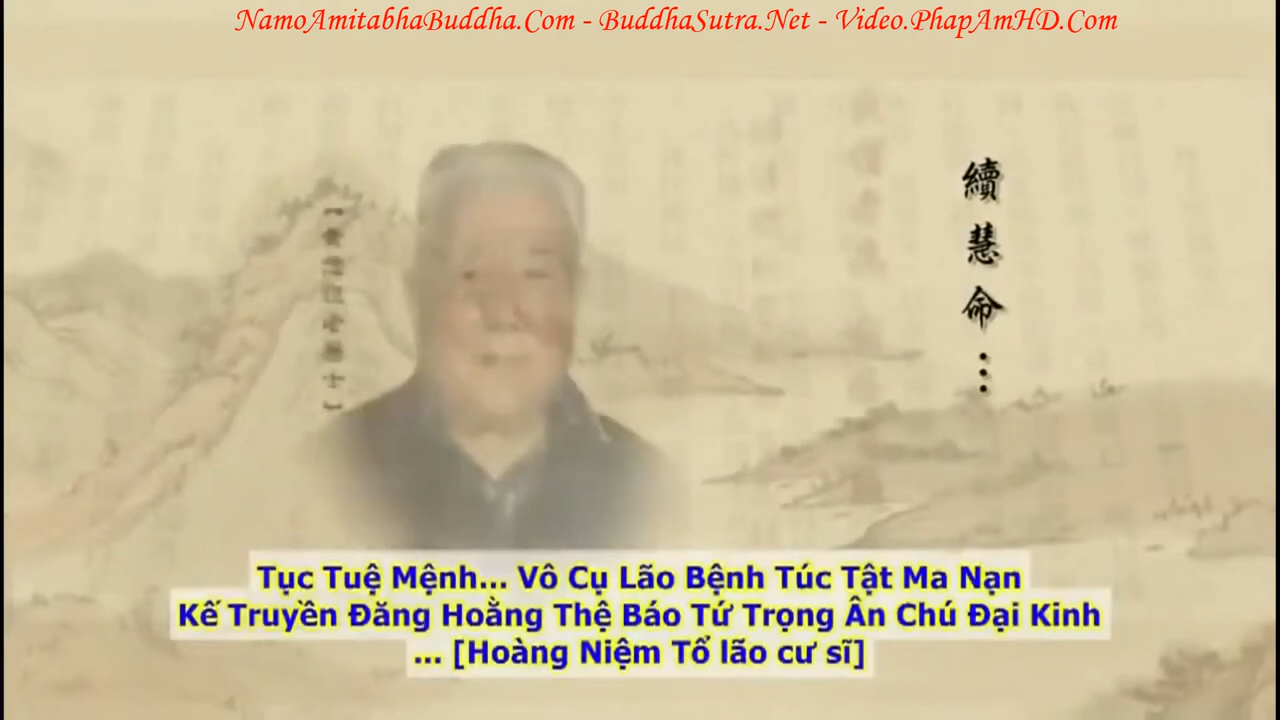 NamoAmitabhaBuddha.Com - BuddhaSutra.Net - Video.PhapAmHD.Com
續慧命…
Tục Tuệ Mệnh... Vô Cụ Lão Bệnh Túc Tật Ma Nạn
Kế Truyền Đăng Hoằng Thệ Báo Tứ Trọng Ân Chú Đại Kinh
... [Hoàng Niệm Tổ lão cư sĩ]